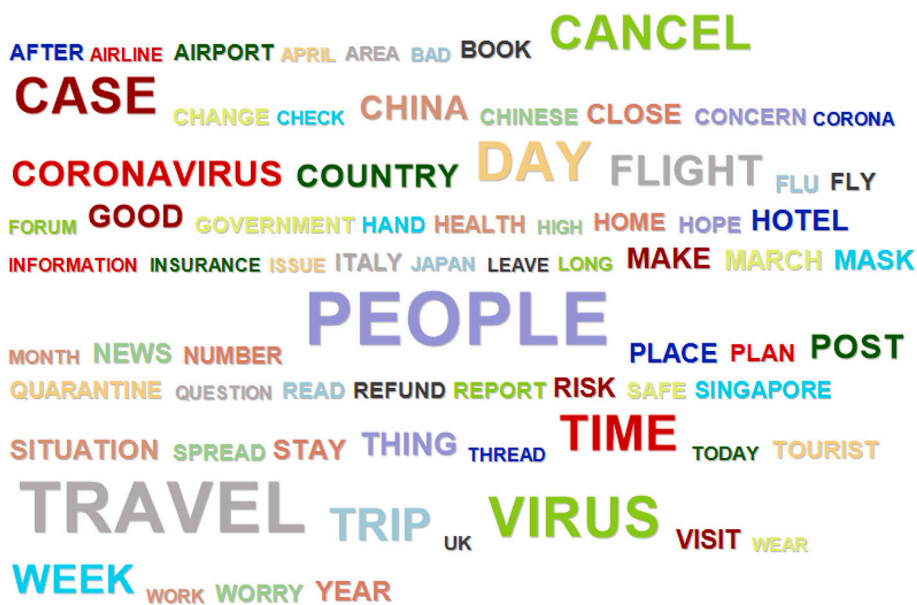 AFTER AIRLINE AIRPORT APRIL AREA BAD BOOK CANCEL
CASE CHANGE CHECK CHINA CHINESE CLOSE CONCERN CORONA
CORONAVIRUS COUNTRY DAY FLIGHT FLU FLY
FORUM GOOD GOVERNMENT HAND HEALTH HIGH HOME HOPE HOTEL
INFORMATION INSURANCE ISSUE ITALY JAPAN LEAVE LONG MAKE MARCH MASK
MONTH NEWS NUMBER PEOPLE PLACE PLAN POST
QUARANTINE QUESTION READ REFUND REPORT RISK SAFE SINGAPORE
SITUATION SPREAD STAY THING THREAD TIME TODAY TOURIST
TRAVEL TRIP UK VIRUS VISIT WEAR
WEEK WORK WORRY YEAR